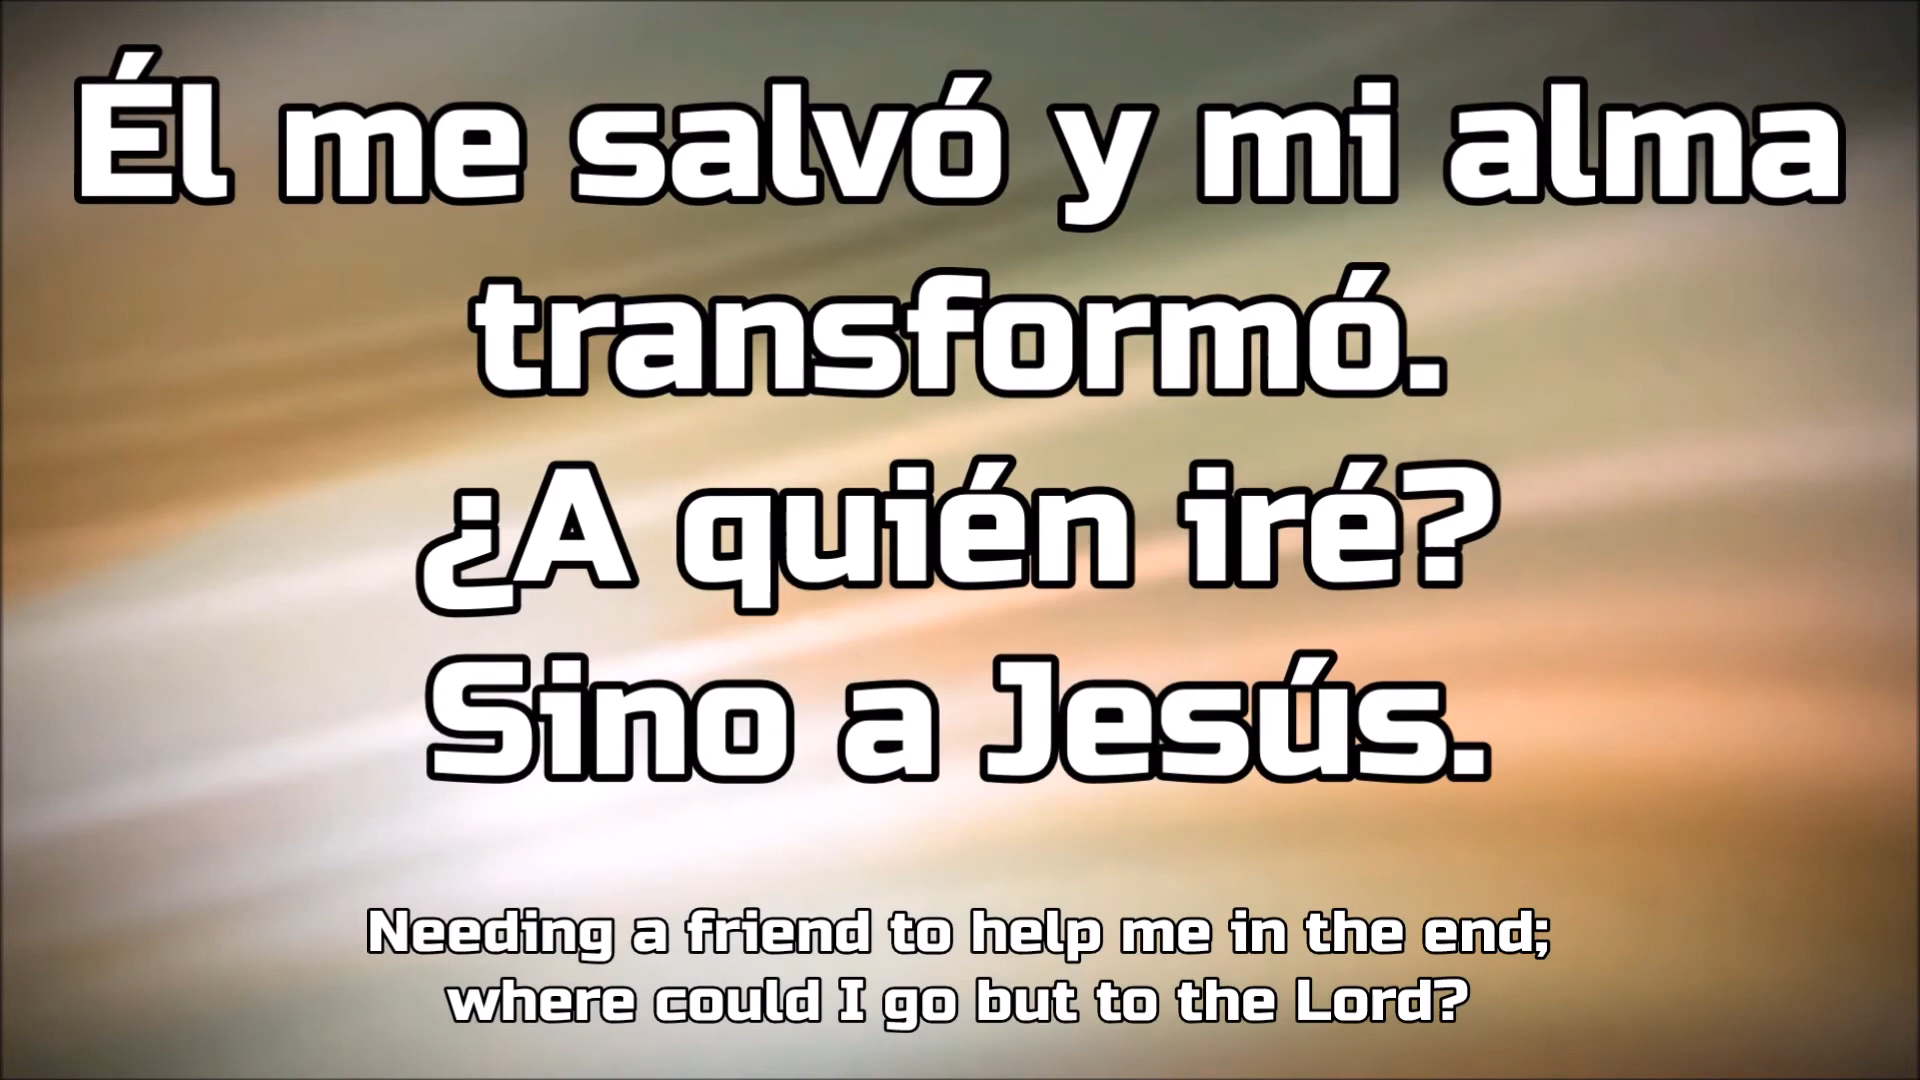 Él me salvó y mi alma
transformó.
¿A quién iré?
Sino a Jesús.
Needing a friend to help me in the end;
where could I go but to the Lord?